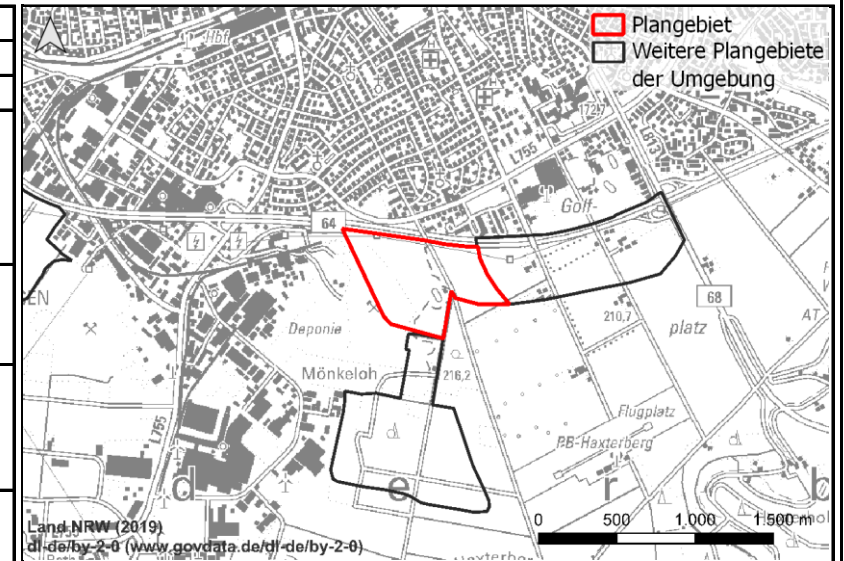 Plangebiet
Weitere Plangebiete
der Umgebung
Hbf
H
172,7
L755
L813
Golf-
64
EN
68
Deponie
210,7
platz
AT
Mönkeloh
216,2
Flugplatz
PB-Haxterberg
L755
d e r b
Land NRW (2019)
dl-de/by-2-0 (www.govdata.de/dl-de/by-2-0)
0 500 1.000 1.500 m